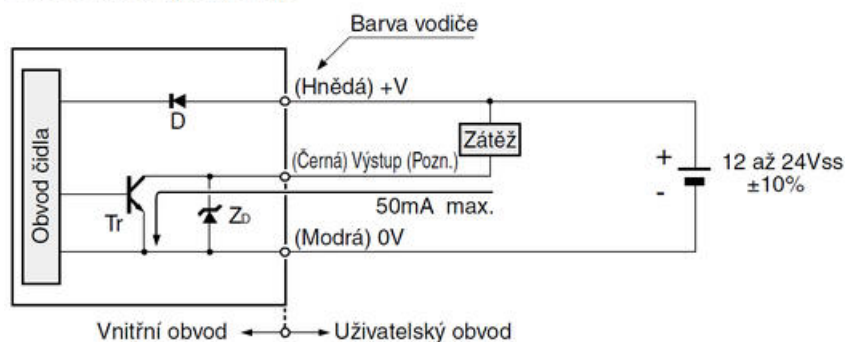 Barva vodiče
(Hnědá) +V
D
Zátěž
(Černá) Výstup (Pozn.)
+
12 až 24Vss
-
±10%
Obvod čidla
Tr
ZD
50mA max.
(Modrá) 0V
Vnitřní obvod
Uživatelský obvod